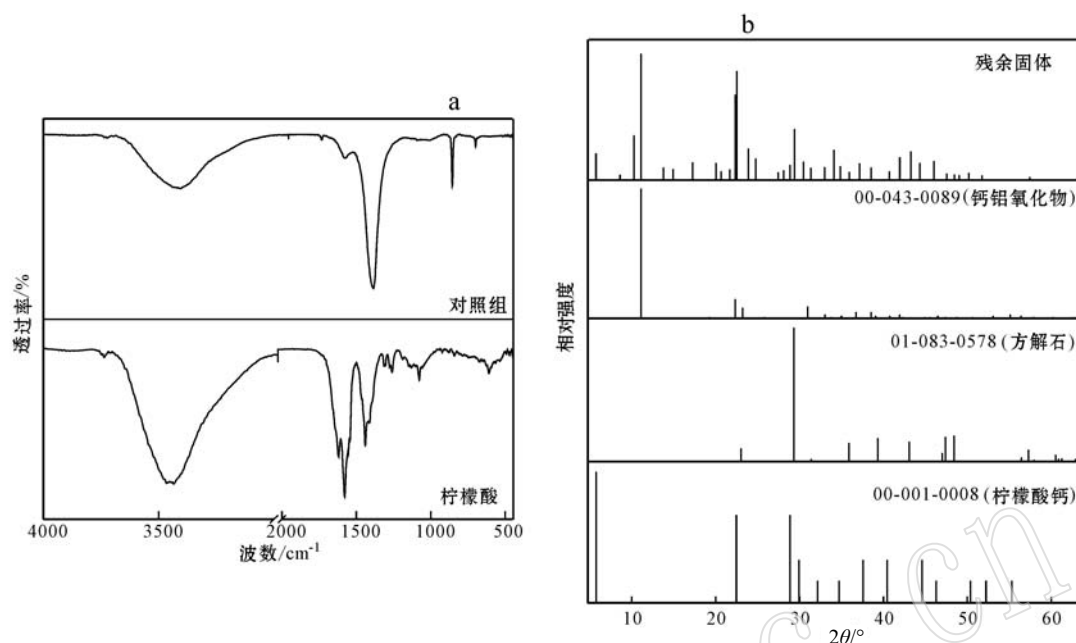 a
透过率/%
对照组
柠檬酸
4000 3500 2000 1500 1000 500
波数/cm⁻¹
b
相对强度
残余固体
00-043-0089(钙铝氧化物)
01-083-0578(方解石)
00-001-0008(柠檬酸钙)
10 20 30 40 50 60
2θ/°
cn